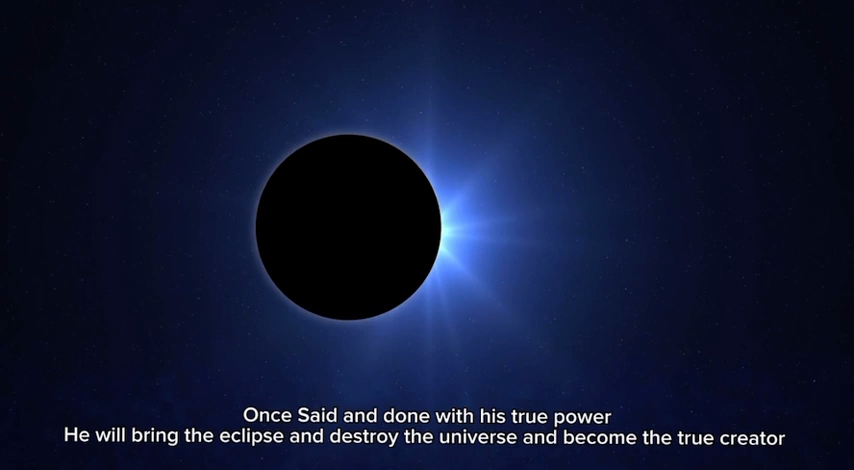 Once Said and done with his true power
He will bring the eclipse and destroy the universe and become the true creator